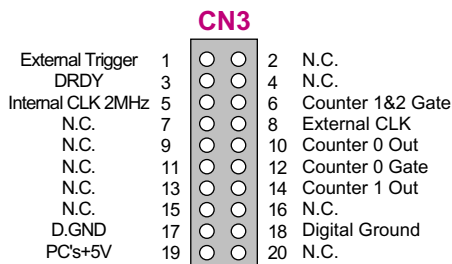 CN3
External Trigger 1 2 N.C.
DRDY 3 4 N.C.
Internal CLK 2MHz 5 6 Counter 1&2 Gate
N.C. 7 8 External CLK
N.C. 9 10 Counter 0 Out
N.C. 11 12 Counter 0 Gate
N.C. 13 14 Counter 1 Out
N.C. 15 16 N.C.
D.GND 17 18 Digital Ground
PC's+5V 19 20 N.C.